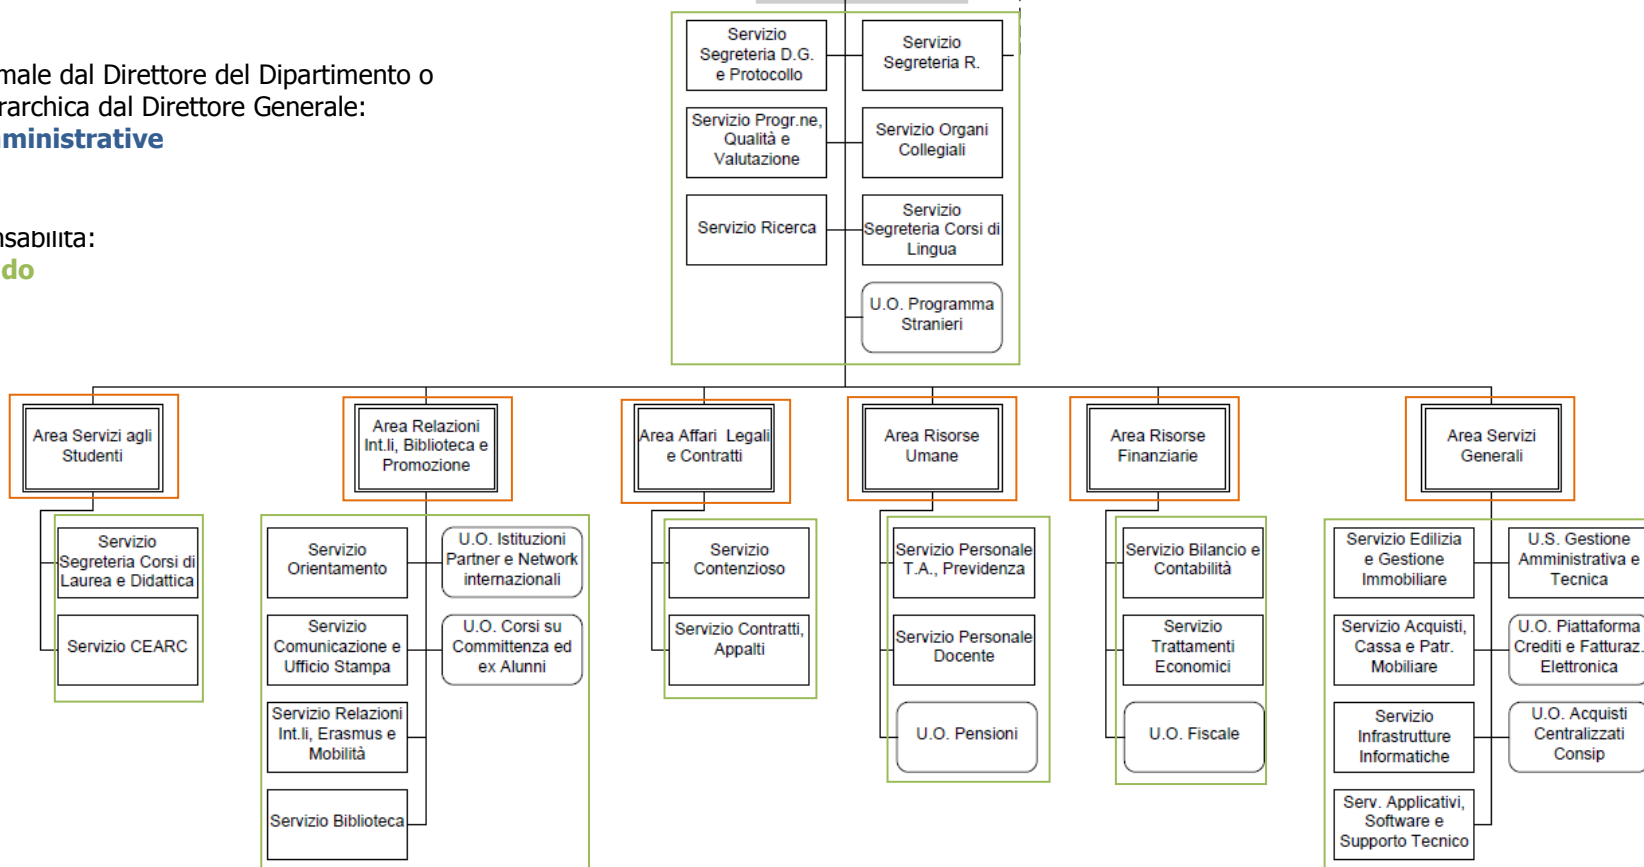 male dal Direttore del Dipartimento o
rarchica dal Direttore Generale:
ministrative
nsabilità:
do
Servizio
Segreteria D.G.
e Protocollo
Servizio
Segreteria R.
Servizio Progr.ne,
Qualità e
Valutazione
Servizio Organi
Collegiali
Servizio Ricerca
Servizio
Segreteria Corsi di
Lingua
U.O. Programma
Stranieri
Area Servizi agli
Studenti
Area Relazioni
Int.li, Biblioteca e
Promozione
Area Affari Legali
e Contratti
Area Risorse
Umane
Area Risorse
Finanziarie
Area Servizi
Generali
Servizio
Segreteria Corsi di
Laurea e Didattica
Servizio CEARC
Servizio
Orientamento
U.O. Istituzioni
Partner e Network
internazionali
Servizio
Comunicazione e
Ufficio Stampa
U.O. Corsi su
Committenza ed
ex Alunni
Servizio Relazioni
Int.li, Erasmus e
Mobilità
Servizio Biblioteca
Servizio
Contenzioso
Servizio Contratti,
Appalti
Servizio Personale
T.A., Previdenza
Servizio Personale
Docente
U.O. Pensioni
Servizio Bilancio e
Contabilità
Servizio
Trattamenti
Economici
U.O. Fiscale
Servizio Edilizia
e Gestione
Immobiliare
U.S. Gestione
Amministrativa e
Tecnica
Servizio Acquisti,
Cassa e Patr.
Mobiliare
U.O. Piattaforma
Crediti e Fatturaz.
Elettronica
Servizio
Infrastrutture
Informatiche
U.O. Acquisti
Centralizzati
Consip
Serv. Applicativi,
Software e
Supporto Tecnico